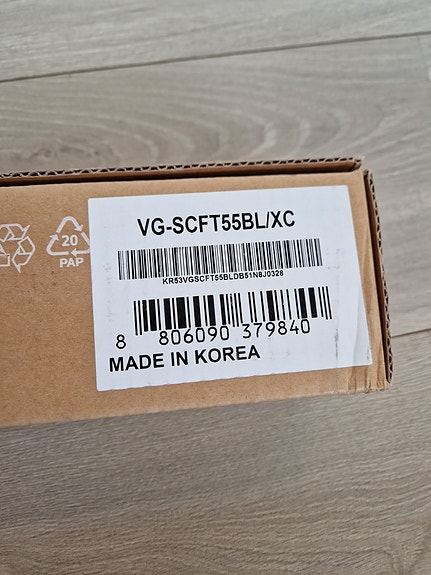 VG-SCFT55BL/XC
KR53VGSCFT55BLDB51N8J0328
8 806090 379840
MADE IN KOREA
20
PAP